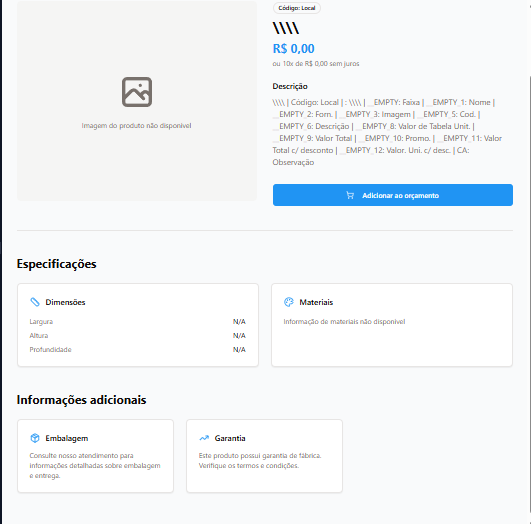 Código: Local
\\\\
R$ 0,00
ou 10x de R$ 0,00 sem juros
Imagem do produto não disponível
Descrição
\\\\ | Código: Local | : \\\\ | __EMPTY: Faixa | __EMPTY_1: Nome |
__EMPTY_2: Forn. | __EMPTY_3: Imagem | __EMPTY_5: Cod. |
__EMPTY_6: Descrição | __EMPTY_8: Valor de Tabela Unit. |
__EMPTY_9: Valor Total | __EMPTY_10: Promo. | __EMPTY_11: Valor
Total c/ desconto | __EMPTY_12: Valor. Uni. c/ desc. | CA:
Observação
Adicionar ao orçamento
Especificações
Dimensões
Largura N/A
Altura N/A
Profundidade N/A
Materiais
Informação de materiais não disponível
Informações adicionais
Embalagem
Consulte nosso atendimento para
informações detalhadas sobre embalagem
e entrega.
Garantia
Este produto possui garantia de fábrica.
Verifique os termos e condições.